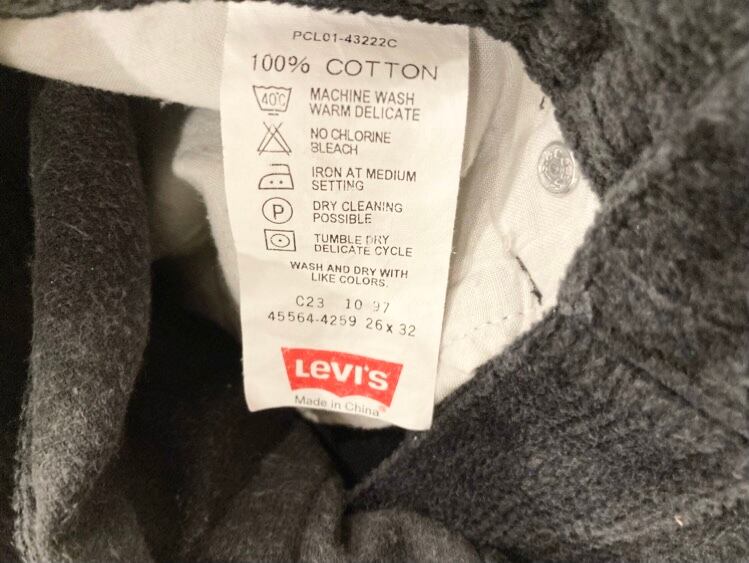 PCL01-43222C
100% COTTON
40°C
MACHINE WASH
WARM DELICATE
NO CHLORINE
BLEACH
IRON AT MEDIUM
SETTING
P
DRY CLEANING
POSSIBLE
TUMBLE DRY
DELICATE CYCLE
WASH AND DRY WITH
LIKE COLORS.
C23 10 97
45564-4259 26 x 32
LEVI'S
Made in China